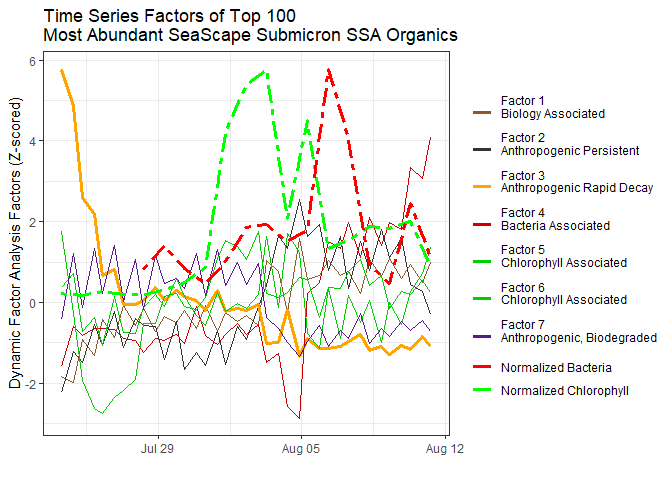 Time Series Factors of Top 100
Most Abundant SeaScape Submicron SSA Organics
Dynamic Factor Analysis Factors (Z-scored)
6
4
2
0
-2
Jul 29
Aug 05
Aug 12
Factor 1
Biology Associated
Factor 2
Anthropogenic Persistent
Factor 3
Anthropogenic Rapid Decay
Factor 4
Bacteria Associated
Factor 5
Chlorophyll Associated
Factor 6
Chlorophyll Associated
Factor 7
Anthropogenic, Biodegraded
Normalized Bacteria
Normalized Chlorophyll